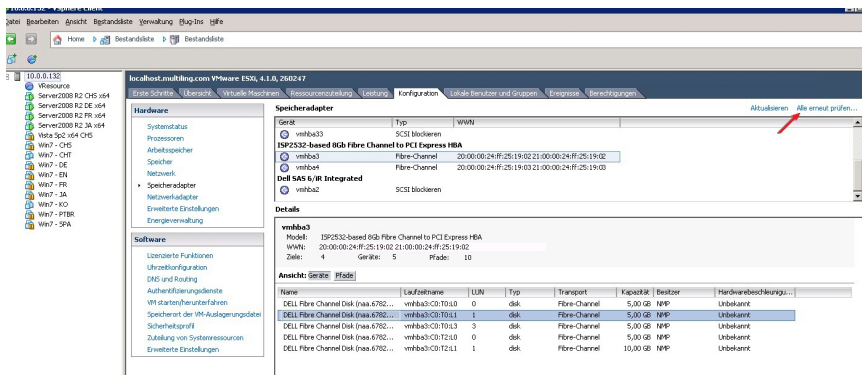 10.0.0.132 - vSphere Client
Datei Bearbeiten Ansicht Bestandsliste Verwaltung Plug-Ins Hilfe
Home Bestandsliste Bestandsliste
10.0.0.132
VResource
Server2008 R2 CHS x64
Server2008 R2 DE x64
Server2008 R2 FR x64
Server2008 R2 JA x64
Vista Sp2 x64 CHS
Win7 - CHS
Win7 - CHT
Win7 - DE
Win7 - EN
Win7 - FR
Win7 - JA
Win7 - KO
Win7 - PTBR
Win7 - SPA
localhost.multiling.com VMware ESXi, 4.1.0, 260247
Erste Schritte Übersicht Virtuelle Maschinen Ressourcenzuteilung Leistung Konfiguration Lokale Benutzer und Gruppen Ereignisse Berechtigungen
Hardware
Systemstatus
Prozessoren
Arbeitsspeicher
Speicher
Netzwerk
Speicheradapter
Netzwerkadapter
Erweiterte Einstellungen
Energieverwaltung
Software
Lizenzierte Funktionen
Uhrzeitkonfiguration
DNS und Routing
Authentifizierungsdienste
VM starten/herunterfahren
Speicherort der VM-Auslagerungsdatei
Sicherheitsprofil
Zuteilung von Systemressourcen
Erweiterte Einstellungen
Speicheradapter Aktualisieren Alle erneut prüfen...
Gerät Typ WWN
vmhba33 SCSI blockieren
ISP2532-based 8Gb Fibre Channel to PCI Express HBA
vmhba3 Fibre-Channel 20:00:00:24:ff:25:19:02 21:00:00:24:ff:25:19:02
vmhba4 Fibre-Channel 20:00:00:24:ff:25:19:03 21:00:00:24:ff:25:19:03
Dell SAS 6/iR Integrated
vmhba2 SCSI blockieren
Details
vmhba3
Modell: ISP2532-based 8Gb Fibre Channel to PCI Express HBA
WWN: 20:00:00:24:ff:25:19:02 21:00:00:24:ff:25:19:02
Ziele: 4 Geräte: 5 Pfade: 10
Ansicht: Geräte Pfade
Name Laufzeitname LUN Typ Transport Kapazität Besitzer Hardwarebeschleunigu...
DELL Fibre Channel Disk (naa.6782... vmhba3:C0:T0:L0 0 disk Fibre-Channel 5,00 GB NMP Unbekannt
DELL Fibre Channel Disk (naa.6782... vmhba3:C0:T0:L1 1 disk Fibre-Channel 5,00 GB NMP Unbekannt
DELL Fibre Channel Disk (naa.6782... vmhba3:C0:T0:L3 3 disk Fibre-Channel 5,00 GB NMP Unbekannt
DELL Fibre Channel Disk (naa.6782... vmhba3:C0:T2:L0 0 disk Fibre-Channel 5,00 GB NMP Unbekannt
DELL Fibre Channel Disk (naa.6782... vmhba3:C0:T2:L1 1 disk Fibre-Channel 10,00 GB NMP Unbekannt